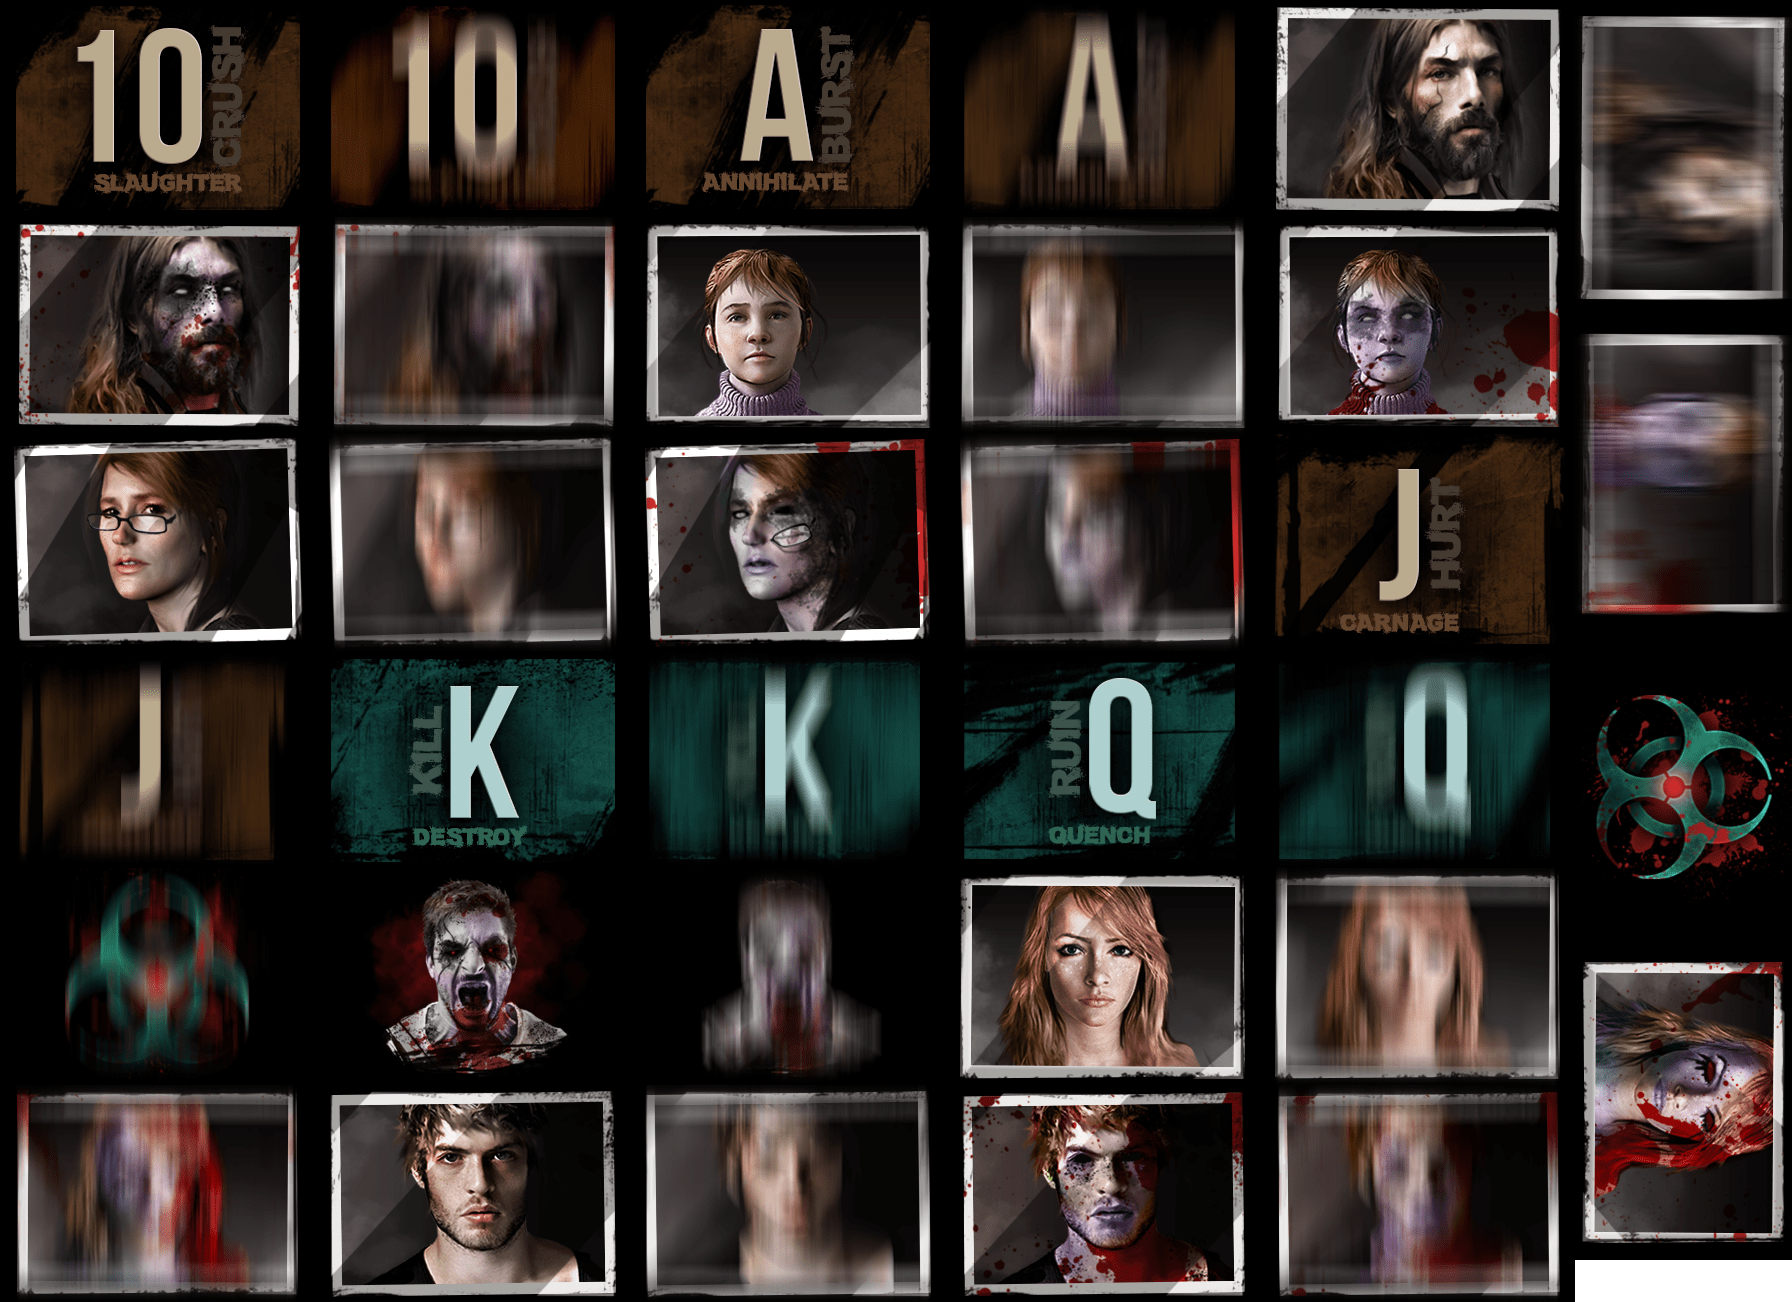 10
CRUSH
SLAUGHTER
10
A
BURST
ANNIHILATE
A
J
HURT
CARNAGE
J
KILL
K
DESTROY
K
RUIN
Q
QUENCH
Q